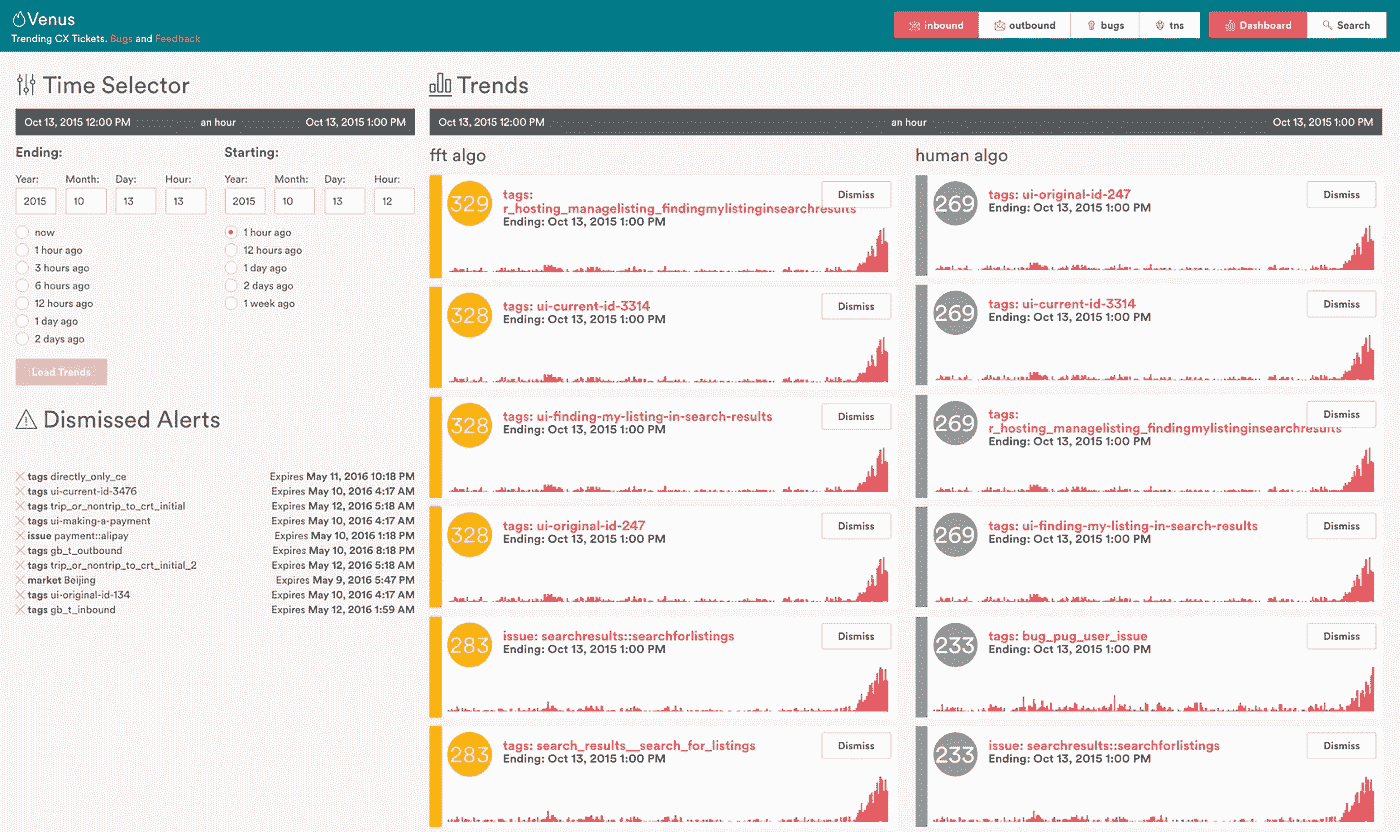 Venus
Trending CX Tickets. Bugs and Feedback
inbound
outbound
bugs
tns
Dashboard
Search
Time Selector
Oct 13, 2015 12:00 PM an hour Oct 13, 2015 1:00 PM
Ending: Starting:
Year: Month: Day: Hour: Year: Month: Day: Hour:
2015 10 13 13 2015 10 13 12
now 1 hour ago
1 hour ago 12 hours ago
3 hours ago 1 day ago
6 hours ago 2 days ago
12 hours ago 1 week ago
1 day ago
2 days ago
Load Trends
Dismissed Alerts
tags directly_only_ce Expires May 11, 2016 10:18 PM
tags ui-current-id-3476 Expires May 10, 2016 4:17 AM
tags trip_or_nontrip_to_crt_initial Expires May 12, 2016 5:18 AM
tags ui-making-a-payment Expires May 10, 2016 4:17 AM
issue payment::alipay Expires May 10, 2016 1:18 PM
tags gb_t_outbound Expires May 10, 2016 8:18 PM
tags trip_or_nontrip_to_crt_initial_2 Expires May 12, 2016 5:18 AM
market Beijing Expires May 9, 2016 5:47 PM
tags ui-original-id-134 Expires May 10, 2016 4:17 AM
tags gb_t_inbound Expires May 12, 2016 1:59 AM
Trends
Oct 13, 2015 12:00 PM an hour Oct 13, 2015 1:00 PM
fft algo
329
tags:
r_hosting_managelisting_findingmylistinginsearchresults
Ending: Oct 13, 2015 1:00 PM
Dismiss
328
tags: ui-current-id-3314
Ending: Oct 13, 2015 1:00 PM
Dismiss
328
tags: ui-finding-my-listing-in-search-results
Ending: Oct 13, 2015 1:00 PM
Dismiss
328
tags: ui-original-id-247
Ending: Oct 13, 2015 1:00 PM
Dismiss
283
issue: searchresults::searchforlistings
Ending: Oct 13, 2015 1:00 PM
Dismiss
283
tags: search_results__search_for_listings
Ending: Oct 13, 2015 1:00 PM
Dismiss
human algo
269
tags: ui-original-id-247
Ending: Oct 13, 2015 1:00 PM
Dismiss
269
tags: ui-current-id-3314
Ending: Oct 13, 2015 1:00 PM
Dismiss
269
tags:
r_hosting_managelisting_findingmylistinginsearchresults
Ending: Oct 13, 2015 1:00 PM
Dismiss
269
tags: ui-finding-my-listing-in-search-results
Ending: Oct 13, 2015 1:00 PM
Dismiss
233
tags: bug_pug_user_issue
Ending: Oct 13, 2015 1:00 PM
Dismiss
233
issue: searchresults::searchforlistings
Ending: Oct 13, 2015 1:00 PM
Dismiss